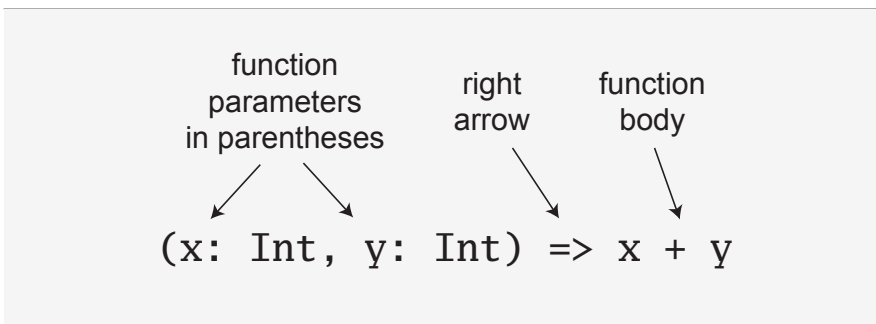 function
parameters
in parentheses
right
arrow
function
body
(x: Int, y: Int) => x + y